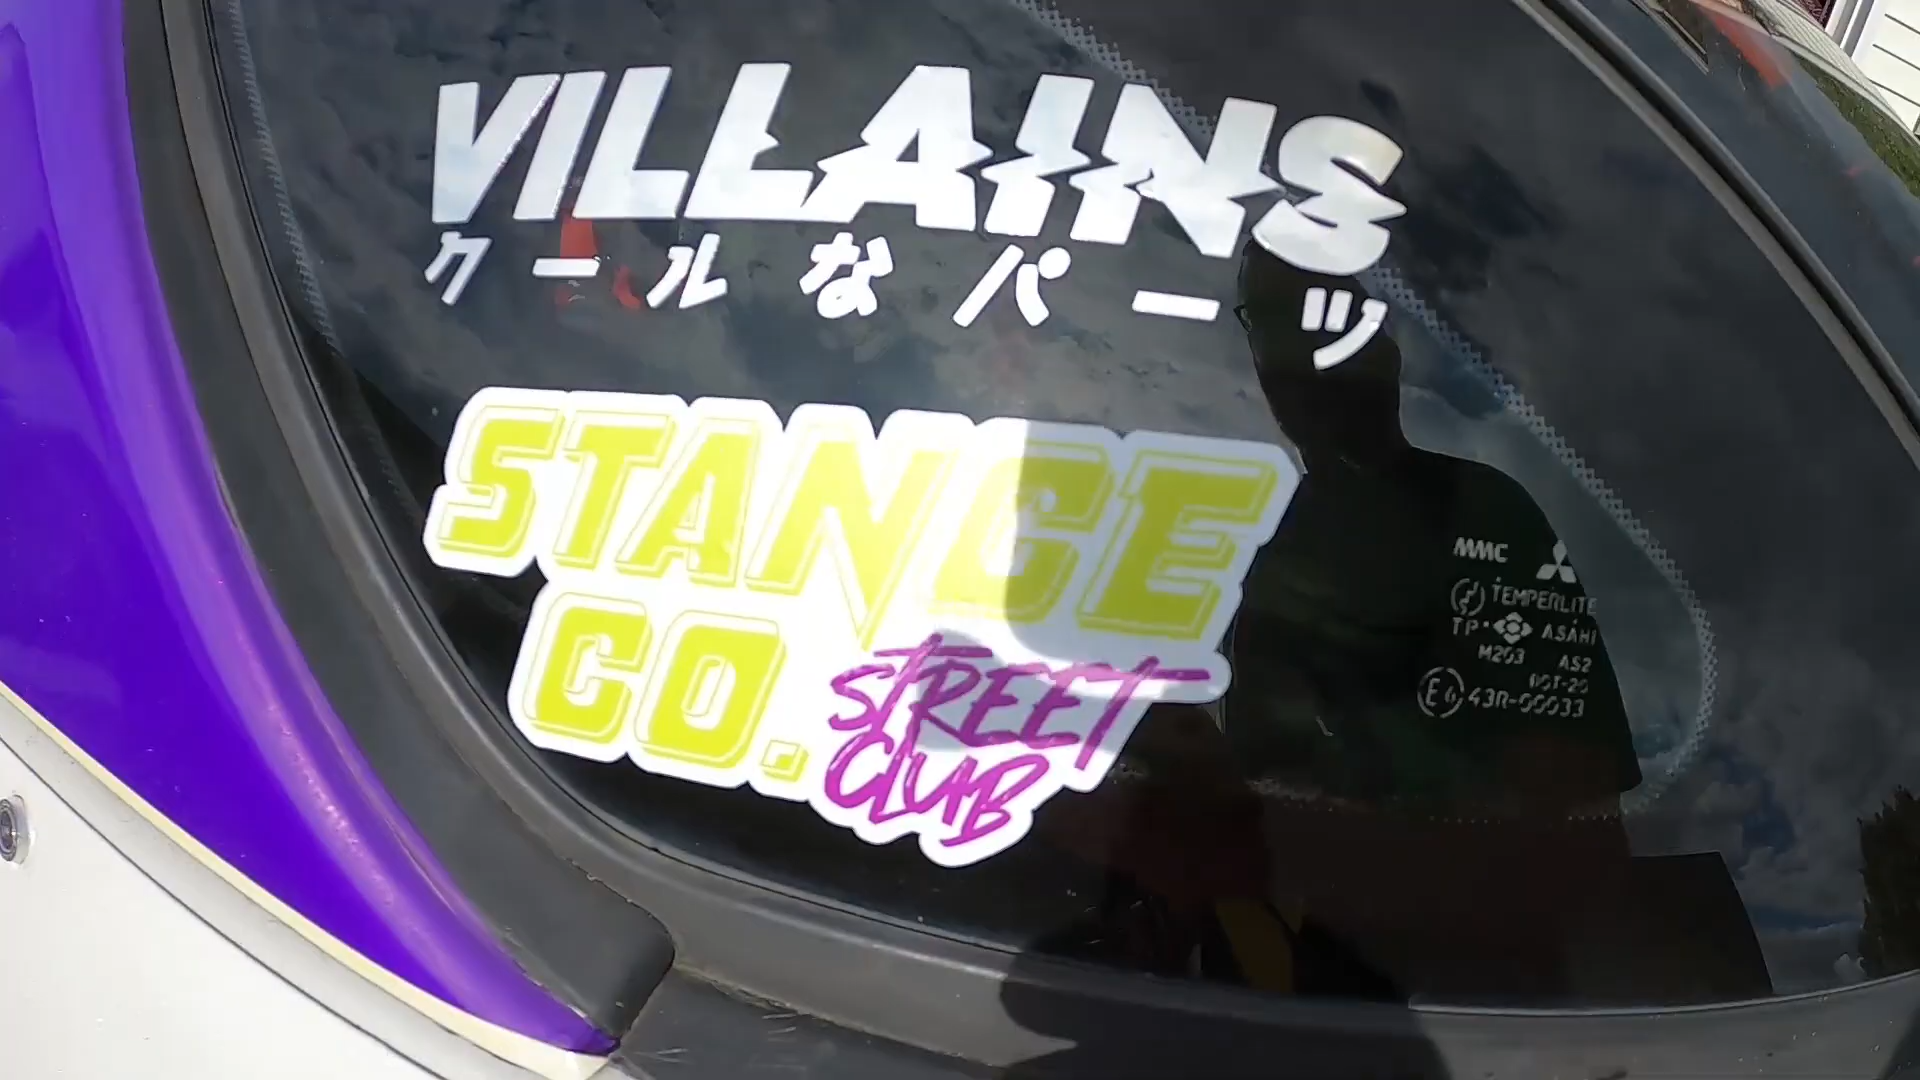 VILLAINS
クールなパーツ
STANCE
CO.
STREET
CLUB
MMC
TEMPERLITE
TP· ASAHI
M203 AS2
DOT-20
E6 43R-00033